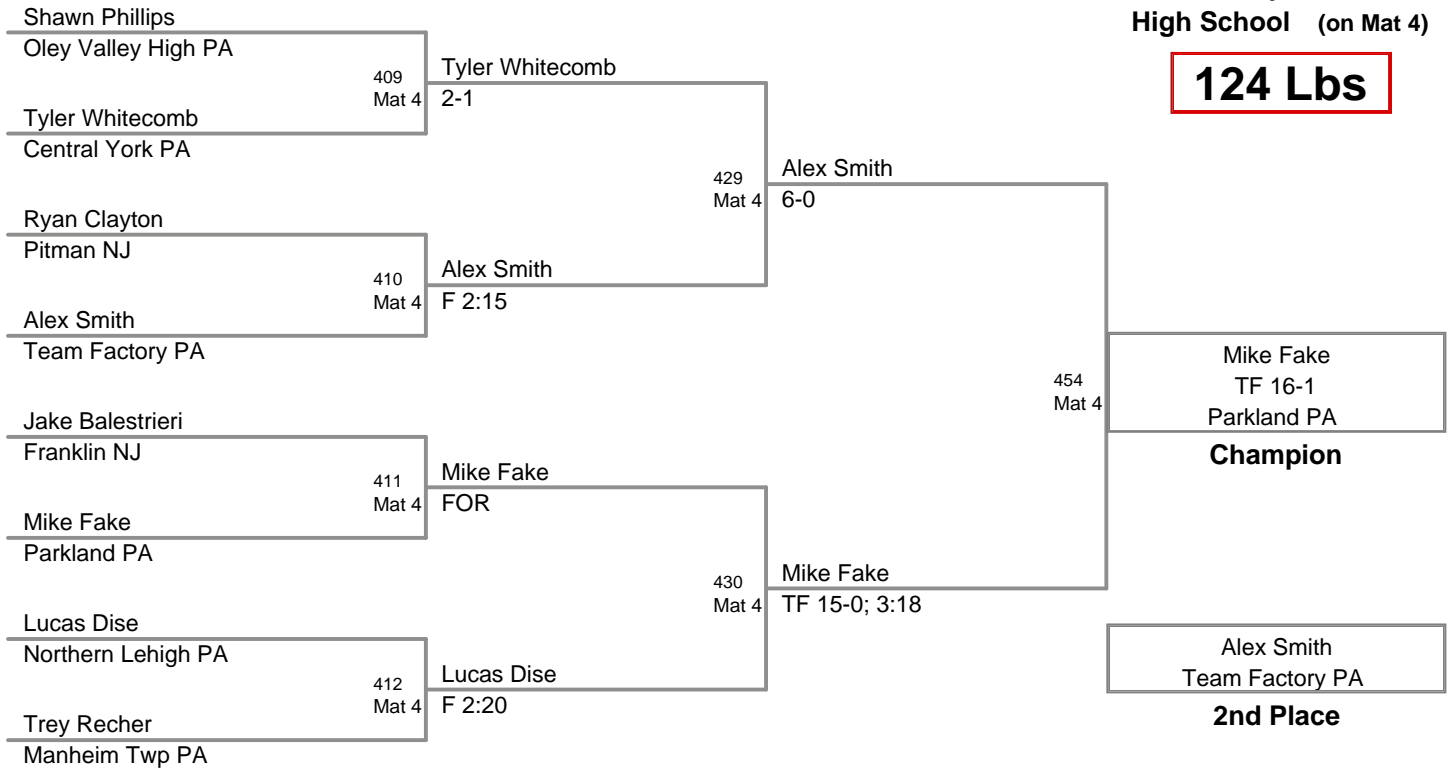 High School (on Mat 4)
124 Lbs
Shawn Phillips
Oley Valley High PA
409
Mat 4
Tyler Whitecomb
2-1
Tyler Whitecomb
Central York PA
429
Mat 4
Alex Smith
6-0
Ryan Clayton
Pitman NJ
410
Mat 4
Alex Smith
F 2:15
Alex Smith
Team Factory PA
454
Mat 4
Mike Fake
TF 16-1
Parkland PA
Champion
Jake Balestrieri
Franklin NJ
411
Mat 4
Mike Fake
FOR
Mike Fake
Parkland PA
430
Mat 4
Mike Fake
TF 15-0; 3:18
Lucas Dise
Northern Lehigh PA
412
Mat 4
Lucas Dise
F 2:20
Trey Recher
Manheim Twp PA
Alex Smith
Team Factory PA
2nd Place